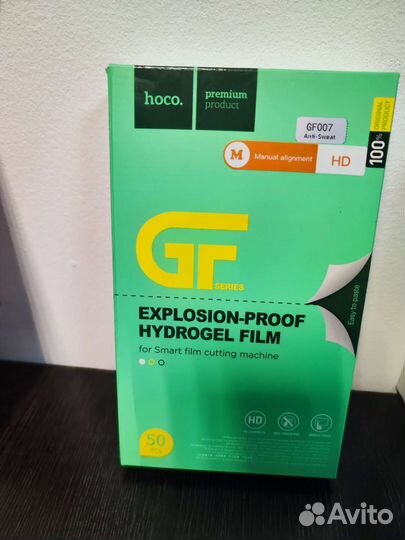 hoco.
premium
product
GF007
Anti-Sweat
100%
ORIGINAL
PRODUCT
M Manual alignment HD
GF
SERIES
Easy to paste
EXPLOSION-PROOF
HYDROGEL FILM
for Smart film cutting machine
HD
50
PCS
Avito